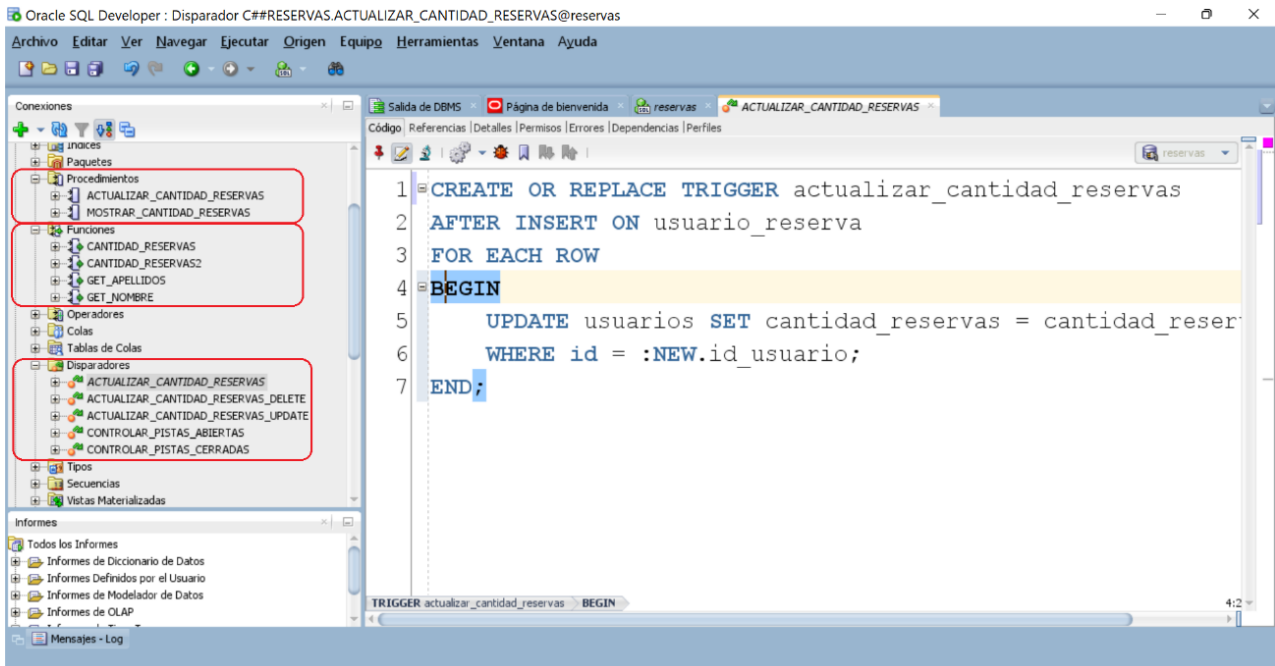 Oracle SQL Developer : Disparador C##RESERVAS.ACTUALIZAR_CANTIDAD_RESERVAS@reservas
Archivo Editar Ver Navegar Ejecutar Origen Equipo Herramientas Ventana Ayuda
Conexiones
Índices
Paquetes
Procedimientos
ACTUALIZAR_CANTIDAD_RESERVAS
MOSTRAR_CANTIDAD_RESERVAS
Funciones
CANTIDAD_RESERVAS
CANTIDAD_RESERVAS2
GET_APELLIDOS
GET_NOMBRE
Operadores
Colas
Tablas de Colas
Disparadores
ACTUALIZAR_CANTIDAD_RESERVAS
ACTUALIZAR_CANTIDAD_RESERVAS_DELETE
ACTUALIZAR_CANTIDAD_RESERVAS_UPDATE
CONTROLAR_PISTAS_ABIERTAS
CONTROLAR_PISTAS_CERRADAS
Tipos
Secuencias
Vistas Materializadas
Informes
Todos los Informes
Informes de Diccionario de Datos
Informes Definidos por el Usuario
Informes de Modelador de Datos
Informes de OLAP
Mensajes - Log
Salida de DBMS Página de bienvenida reservas ACTUALIZAR_CANTIDAD_RESERVAS
Código Referencias |Detalles |Permisos |Errores |Dependencias |Perfiles
reservas
1 CREATE OR REPLACE TRIGGER actualizar_cantidad_reservas
2 AFTER INSERT ON usuario_reserva
3 FOR EACH ROW
4 BEGIN
5 UPDATE usuarios SET cantidad_reservas = cantidad_reser
6 WHERE id = :NEW.id_usuario;
7 END;
TRIGGER actualizar_cantidad_reservas BEGIN
4:2